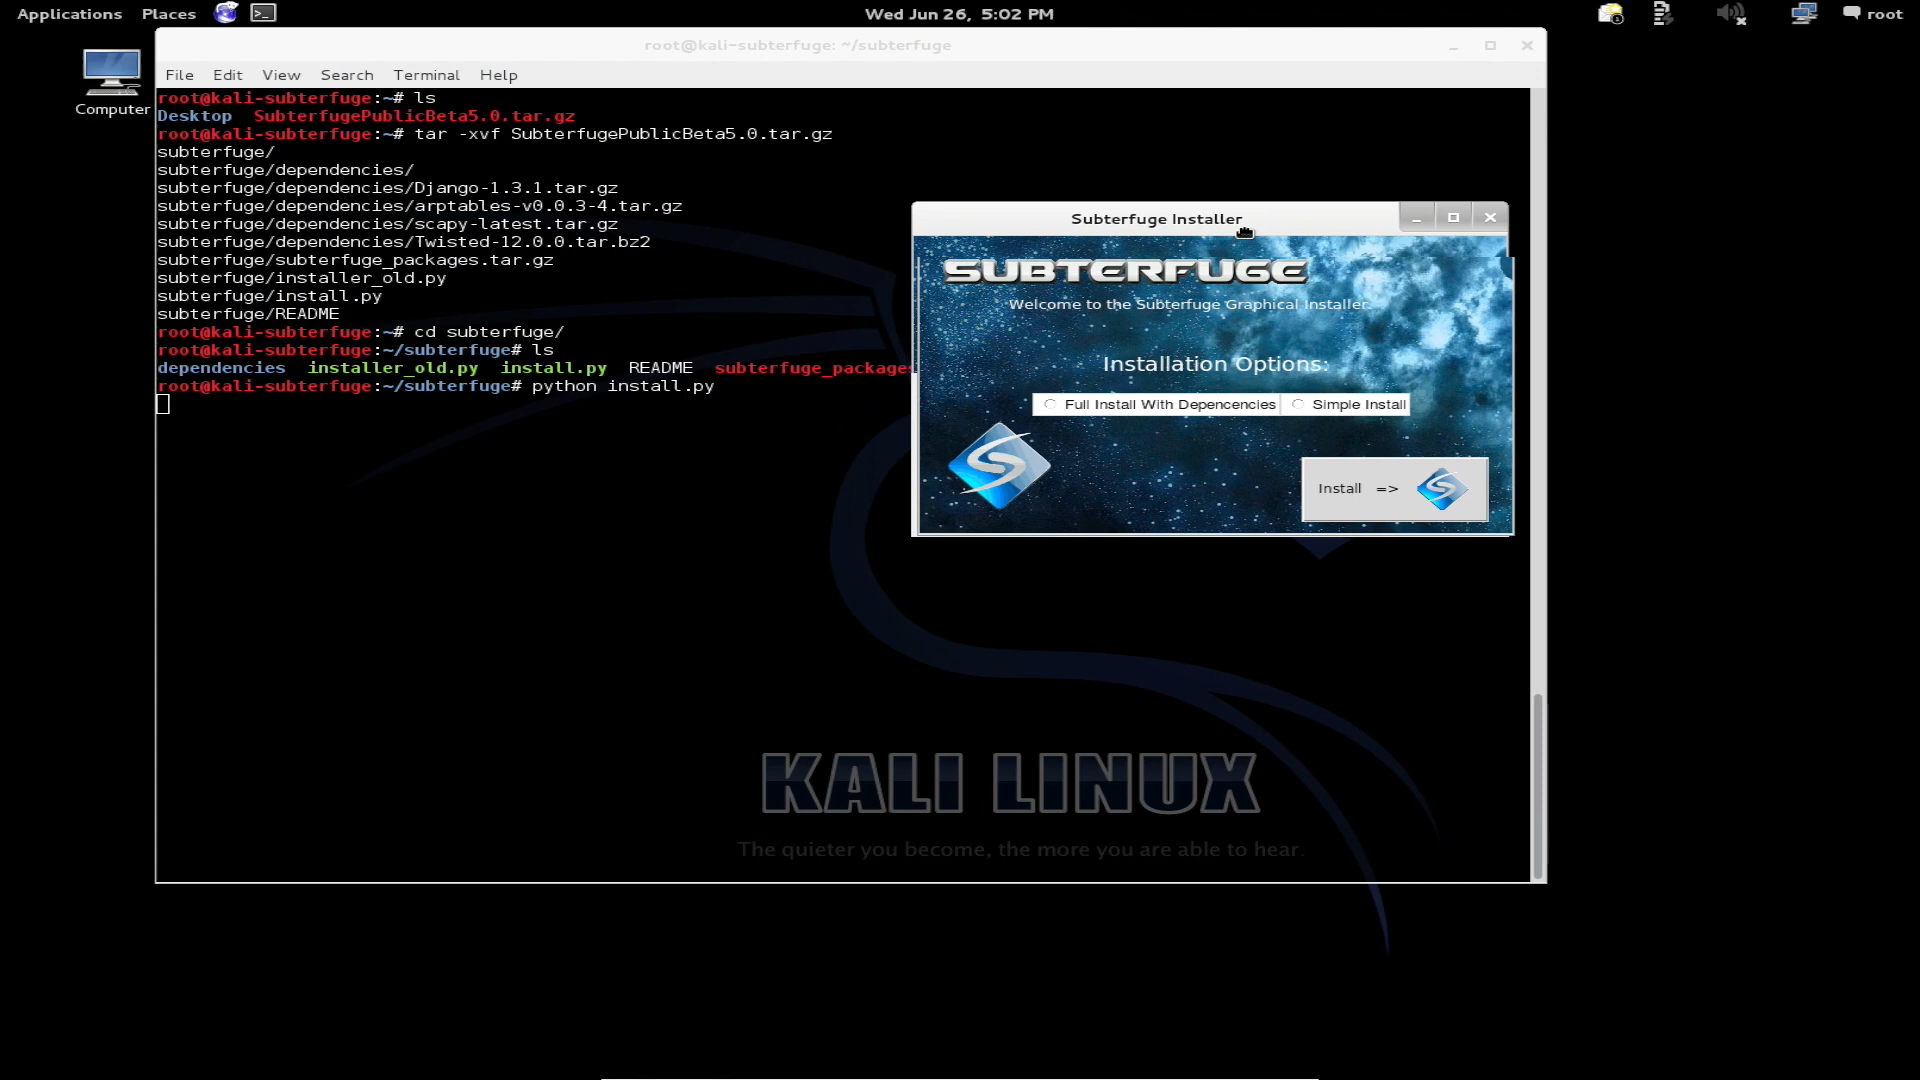 Applications Places Wed Jun 26, 5:02 PM root
root@kali-subterfuge: ~/subterfuge
File Edit View Search Terminal Help
Computer
root@kali-subterfuge:~# ls
Desktop SubterfugePublicBeta5.0.tar.gz
root@kali-subterfuge:~# tar -xvf SubterfugePublicBeta5.0.tar.gz
subterfuge/
subterfuge/dependencies/
subterfuge/dependencies/Django-1.3.1.tar.gz
subterfuge/dependencies/arptables-v0.0.3-4.tar.gz
subterfuge/dependencies/scapy-latest.tar.gz
subterfuge/dependencies/Twisted-12.0.0.tar.bz2
subterfuge/subterfuge_packages.tar.gz
subterfuge/installer_old.py
subterfuge/install.py
subterfuge/README
root@kali-subterfuge:~# cd subterfuge/
root@kali-subterfuge:~/subterfuge# ls
dependencies installer_old.py install.py README subterfuge_packages
root@kali-subterfuge:~/subterfuge# python install.py
Subterfuge Installer
SUBTERFUGE
Welcome to the Subterfuge Graphical Installer.
Installation Options:
Full Install With Depencencies Simple Install
Install =>
KALI LINUX
The quieter you become, the more you are able to hear.